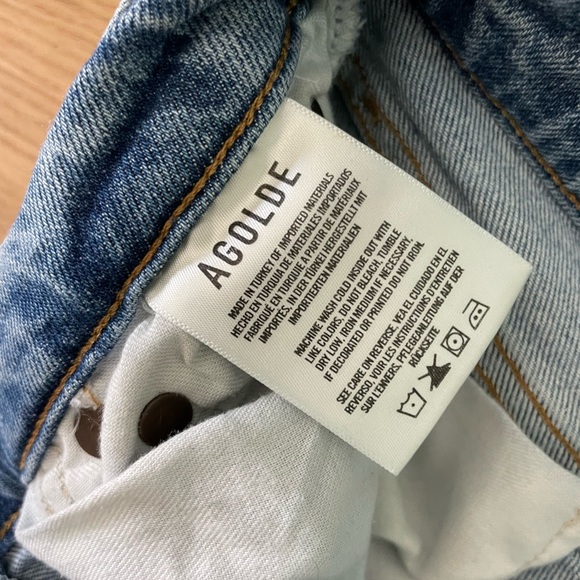 AGOLDE
MADE IN TURKEY OF IMPORTED MATERIALS
HECHO EN TURQUIA DE MATERIALES IMPORTADOS
FABRIQUE EN TURQUIE A PARTIR DE MATERIAUX
IMPORTÉS, IN DER TÜRKEI HERGESTELLT MIT
IMPORTIERTEN MATERIALIEN
MACHINE WASH COLD INSIDE OUT WITH
LIKE COLORS. DO NOT BLEACH. TUMBLE
DRY LOW. IRON MEDIUM IF NECESSARY.
IF DECORATED OR PRINTED DO NOT IRON.
SEE CARE ON REVERSE, VEA EL CUIDADO EN EL
REVERSO, VOIR LES INSTRUCTIONS D'ENTRETIEN
SUR L'ENVERS, PFLEGEANLEITUNG AUF DER
RÜCKSEITE